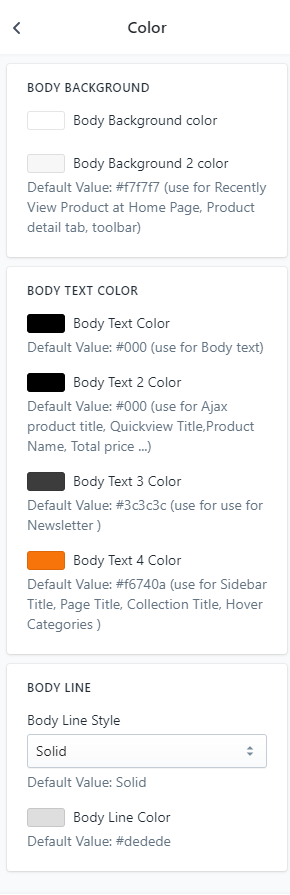 Color
BODY BACKGROUND
Body Background color
Body Background 2 color
Default Value: #f7f7f7 (use for Recently
View Product at Home Page, Product
detail tab, toolbar)
BODY TEXT COLOR
Body Text Color
Default Value: #000 (use for Body text)
Body Text 2 Color
Default Value: #000 (use for Ajax
product title, Quickview Title,Product
Name, Total price ...)
Body Text 3 Color
Default Value: #3c3c3c (use for use for
Newsletter )
Body Text 4 Color
Default Value: #f6740a (use for Sidebar
Title, Page Title, Collection Title, Hover
Categories )
BODY LINE
Body Line Style
Solid
Default Value: Solid
Body Line Color
Default Value: #dedede